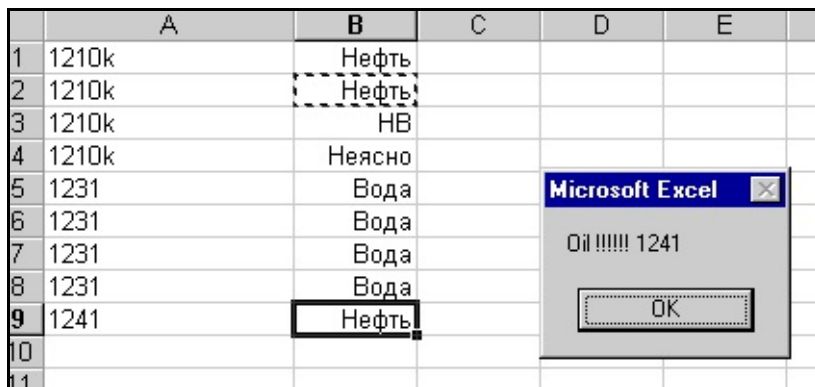 A B C D E
1 1210k Нефть
2 1210k Нефть
3 1210k НВ
4 1210k Неясно
5 1231 Вода
Microsoft Excel
6 1231 Вода
7 1231 Вода
Oil !!!!!! 1241
8 1231 Вода
9 1241 Нефть
OK
10
11